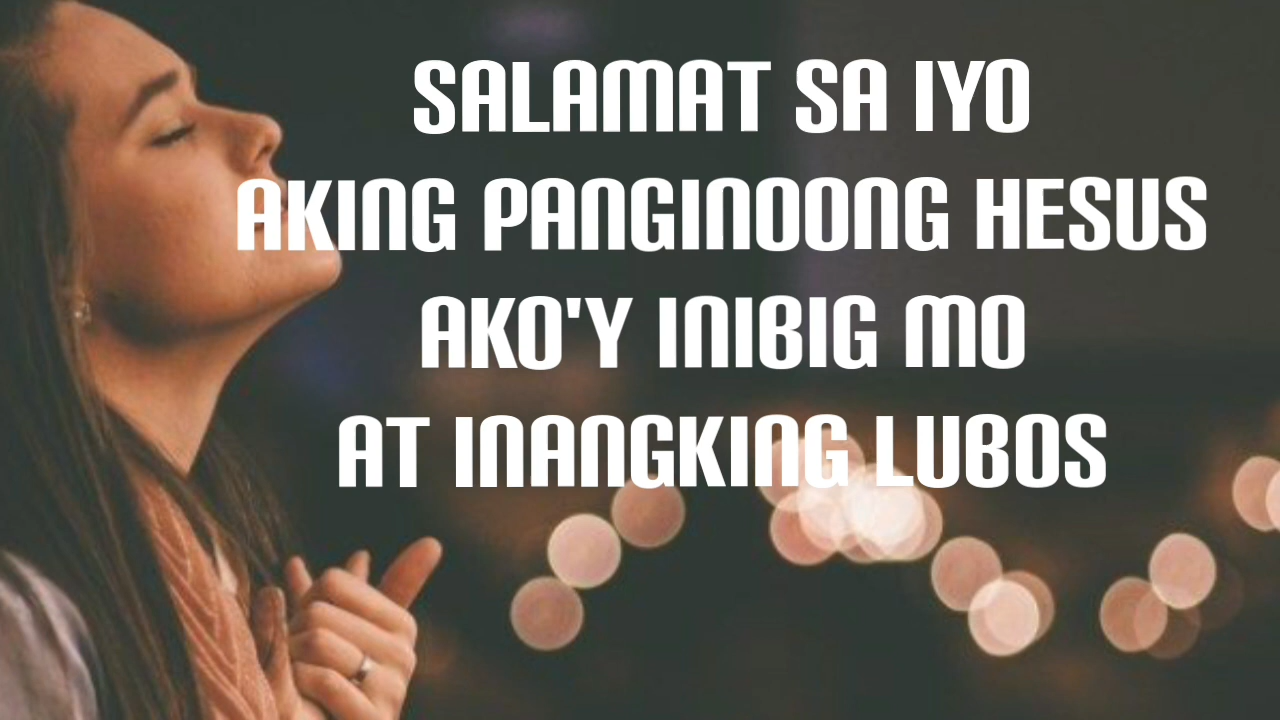 SALAMAT SA IYO
AKING PANGINOONG HESUS
AKO'Y INIBIG MO
AT INANGKING LUBOS